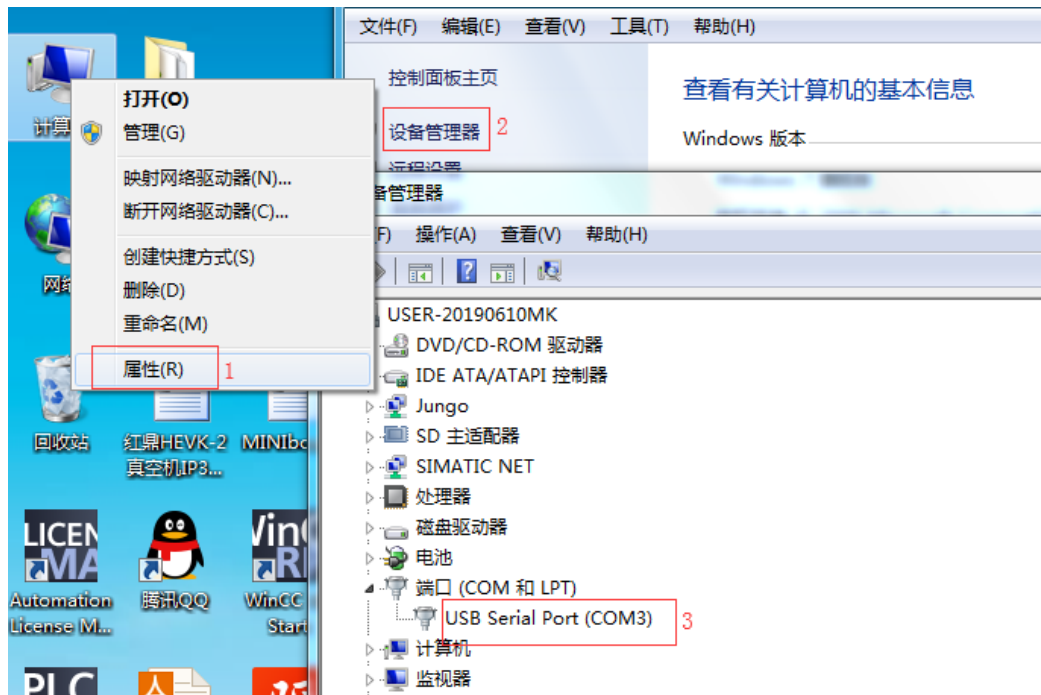 文件(F) 编辑(E) 查看(V) 工具(T) 帮助(H)
控制面板主页
设备管理器 2
远程设置
查看有关计算机的基本信息
Windows 版本
打开(O)
管理(G)
映射网络驱动器(N)...
断开网络驱动器(C)...
创建快捷方式(S)
删除(D)
重命名(M)
属性(R) 1
备管理器
F) 操作(A) 查看(V) 帮助(H)
USER-20190610MK
DVD/CD-ROM 驱动器
IDE ATA/ATAPI 控制器
Jungo
SD 主适配器
SIMATIC NET
处理器
磁盘驱动器
电池
端口 (COM 和 LPT)
USB Serial Port (COM3) 3
计算机
监视器
计算
网络
回收站
红鼎HEVK-2
真空机IP3...
MINIbo
LICEN
MA
Automation
License M...
腾讯QQ
WinC
R
WinCC
Start
PLC